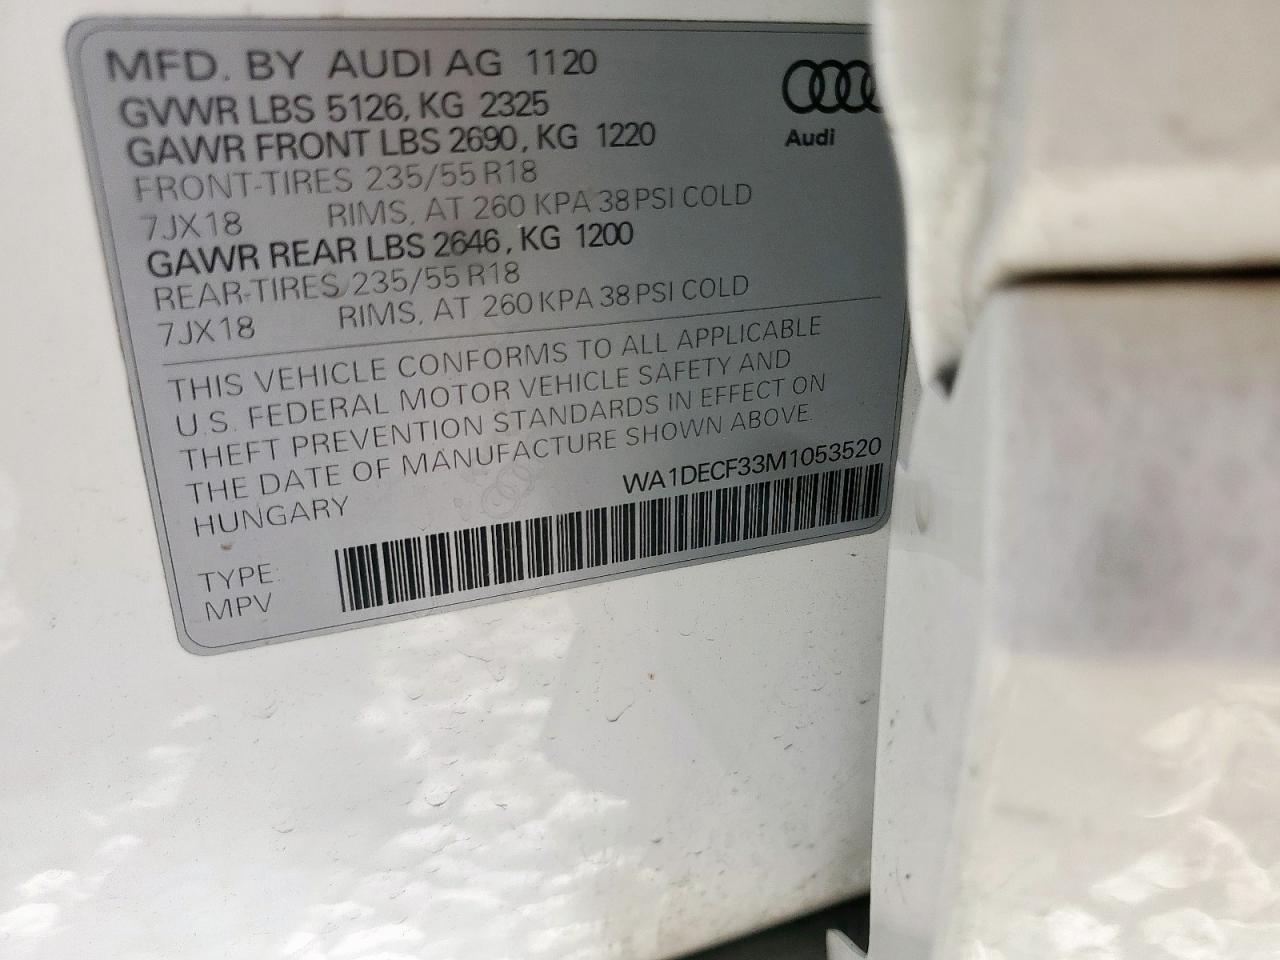 MFD. BY AUDI AG 1120
GVWR LBS 5126, KG 2325
GAWR FRONT LBS 2690, KG 1220
FRONT-TIRES 235/55 R18
7JX18 RIMS, AT 260 KPA 38 PSI COLD
GAWR REAR LBS 2646, KG 1200
REAR-TIRES 235/55 R18
7JX18 RIMS, AT 260 KPA 38 PSI COLD
Audi
THIS VEHICLE CONFORMS TO ALL APPLICABLE
U.S. FEDERAL MOTOR VEHICLE SAFETY AND
THEFT PREVENTION STANDARDS IN EFFECT ON
THE DATE OF MANUFACTURE SHOWN ABOVE.
HUNGARY WA1DECF33M1053520
TYPE:
MPV